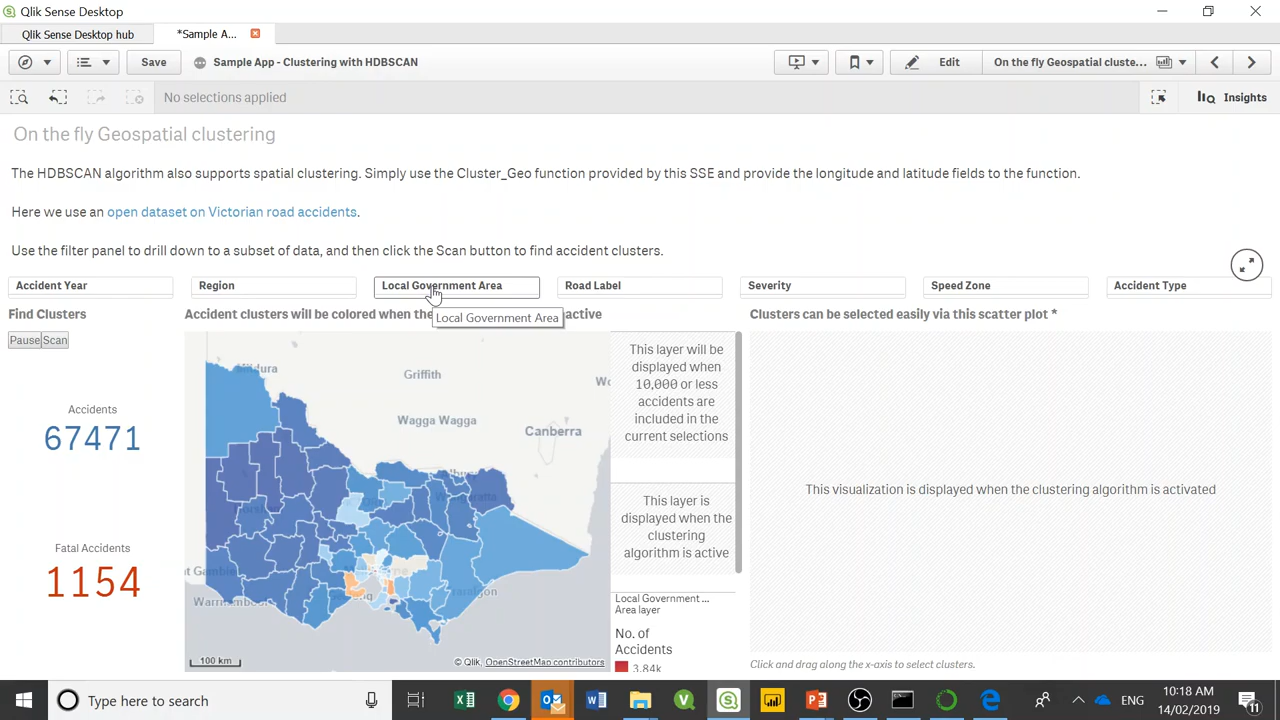 Qlik Sense Desktop
Qlik Sense Desktop hub
*Sample A...
Save
Sample App - Clustering with HDBSCAN
Edit
On the fly Geospatial cluste...
No selections applied
Insights
On the fly Geospatial clustering
The HDBSCAN algorithm also supports spatial clustering. Simply use the Cluster_Geo function provided by this SSE and provide the longitude and latitude fields to the function.
Here we use an open dataset on Victorian road accidents.
Use the filter panel to drill down to a subset of data, and then click the Scan button to find accident clusters.
Accident Year
Region
Local Government Area
Road Label
Severity
Speed Zone
Accident Type
Local Government Area
Find Clusters
Pause Scan
Accidents
67471
Fatal Accidents
1154
Accident clusters will be colored when the
active
Griffith
Wagga Wagga
Canberra
100 km
© Qlik, OpenStreetMap contributors
This layer will be
displayed when
10,000 or less
accidents are
included in the
current selections
This layer is
displayed when the
clustering
algorithm is active
Local Government ...
Area layer
No. of
Accidents
3.84k
Clusters can be selected easily via this scatter plot *
This visualization is displayed when the clustering algorithm is activated
Click and drag along the x-axis to select clusters.
Type here to search
ENG
10:18 AM
14/02/2019
11